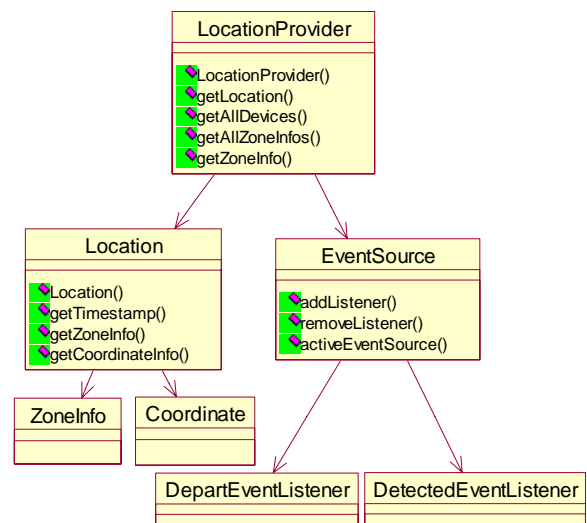 LocationProvider
LocationProvider()
getLocation()
getAllDevices()
getAllZoneInfos()
getZoneInfo()
Location
Location()
getTimestamp()
getZoneInfo()
getCoordinateInfo()
EventSource
addListener()
removeListener()
activeEventSource()
ZoneInfo
Coordinate
DepartEventListener
DetectedEventListener